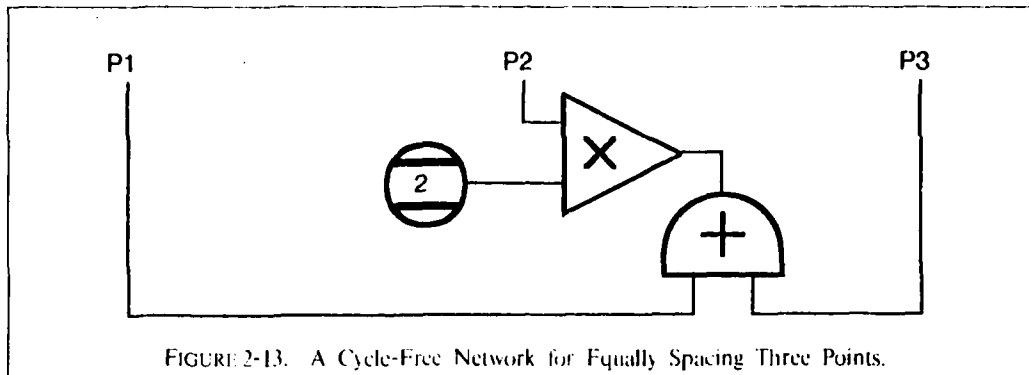 P1 P2 P3
×
2
+
FIGURE 2-13. A Cycle-Free Network for Equally Spacing Three Points.